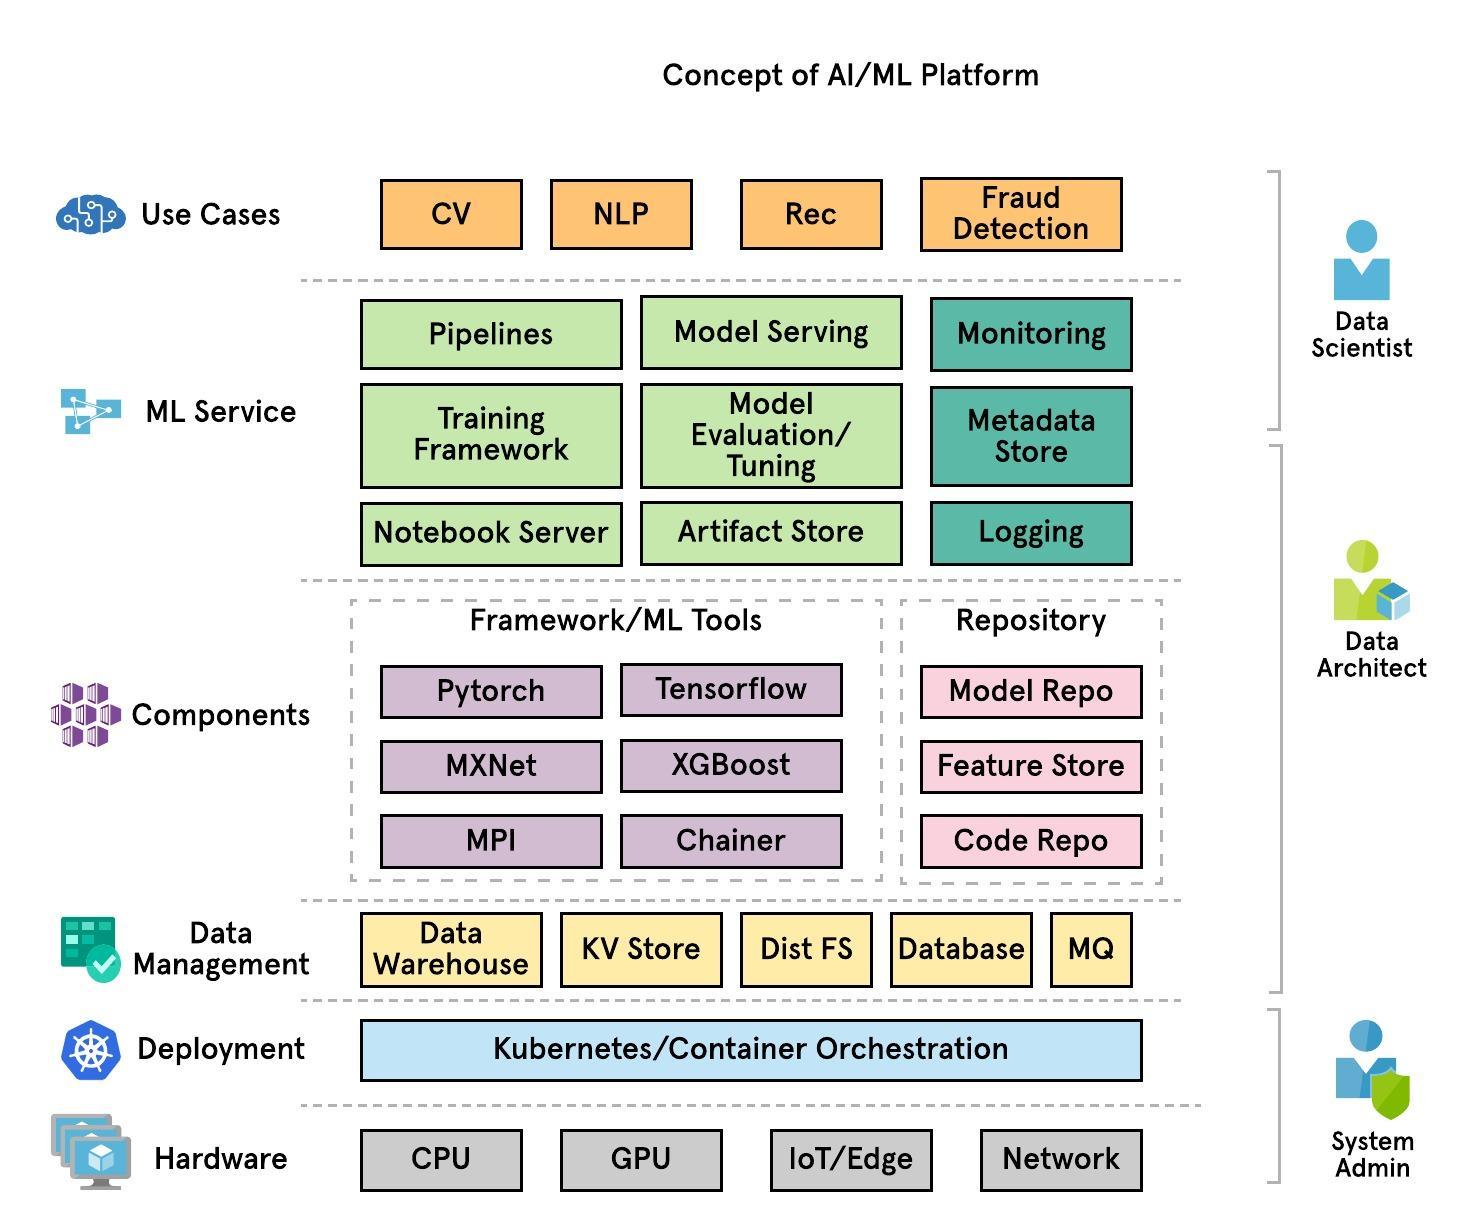 Concept of AI/ML Platform
Use Cases
CV
NLP
Rec
Fraud
Detection
Data
Scientist
ML Service
Pipelines
Model Serving
Monitoring
Training
Framework
Model
Evaluation/
Tuning
Metadata
Store
Notebook Server
Artifact Store
Logging
Data
Architect
Components
Framework/ML Tools
Pytorch
Tensorflow
MXNet
XGBoost
MPI
Chainer
Repository
Model Repo
Feature Store
Code Repo
Data
Management
Data
Warehouse
KV Store
Dist FS
Database
MQ
Deployment
Kubernetes/Container Orchestration
Hardware
CPU
GPU
IoT/Edge
Network
System
Admin